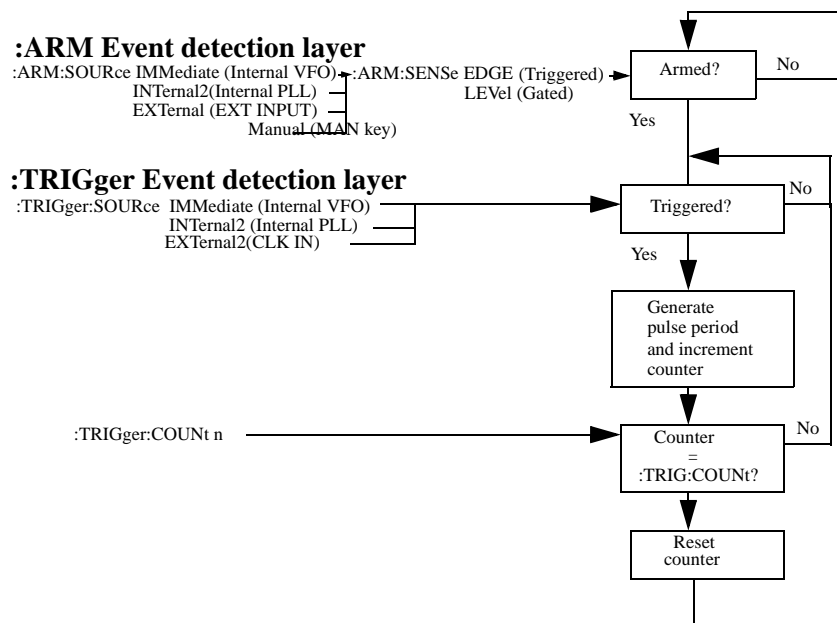 :ARM Event detection layer
:ARM:SOURce IMMediate (Internal VFO)
INTernal2(Internal PLL)
EXTernal (EXT INPUT)
Manual (MAN key)
:ARM:SENSe EDGE (Triggered)
LEVel (Gated)
Armed?
No
Yes
:TRIGger Event detection layer
:TRIGger:SOURce IMMediate (Internal VFO)
INTernal2 (Internal PLL)
EXTernal2(CLK IN)
Triggered?
No
Yes
Generate
pulse period
and increment
counter
:TRIGger:COUNt n
Counter
=
:TRIG:COUNt?
No
Reset
counter